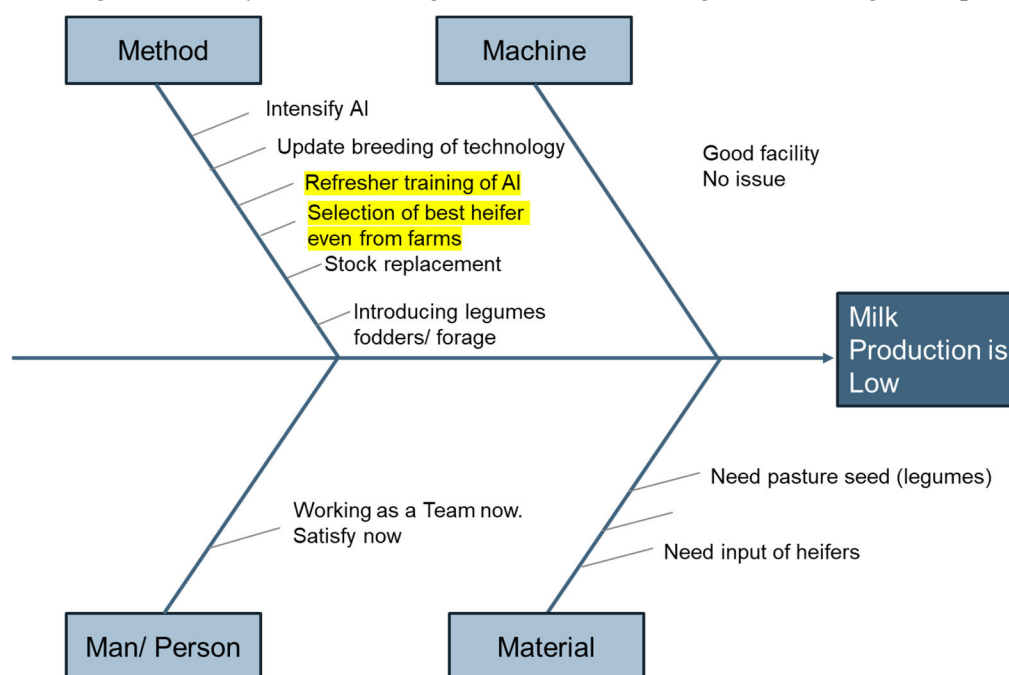 Method
Machine
Intensify AI
Update breeding of technology
Refresher training of AI
Selection of best heifer
even from farms
Stock replacement
Introducing legumes
fodders/ forage
Good facility
No issue
Milk
Production is
Low
Working as a Team now.
Satisfy now
Need pasture seed (legumes)
Need input of heifers
Man/ Person
Material